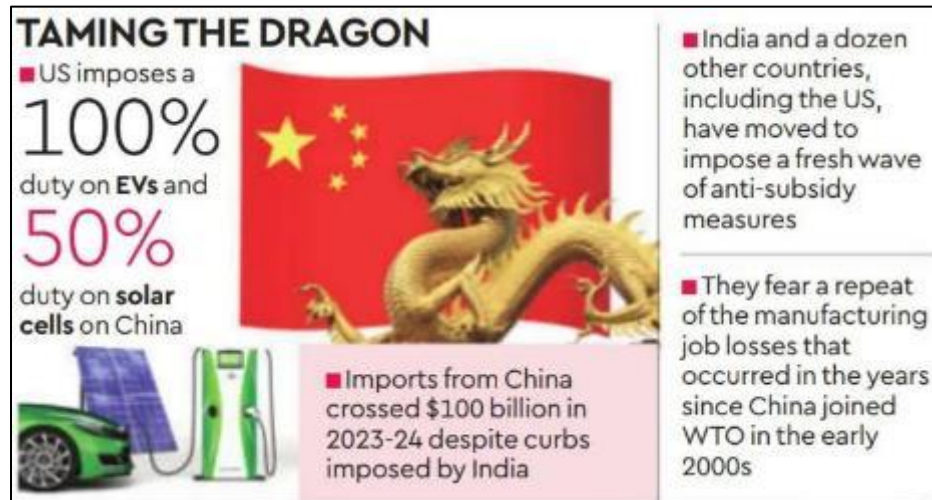 TAMING THE DRAGON
■ US imposes a
100%
duty on EVs and
50%
duty on solar
cells on China
■ Imports from China
crossed $100 billion in
2023-24 despite curbs
imposed by India
■ India and a dozen
other countries,
including the US,
have moved to
impose a fresh wave
of anti-subsidy
measures
■ They fear a repeat
of the manufacturing
job losses that
occurred in the years
since China joined
WTO in the early
2000s